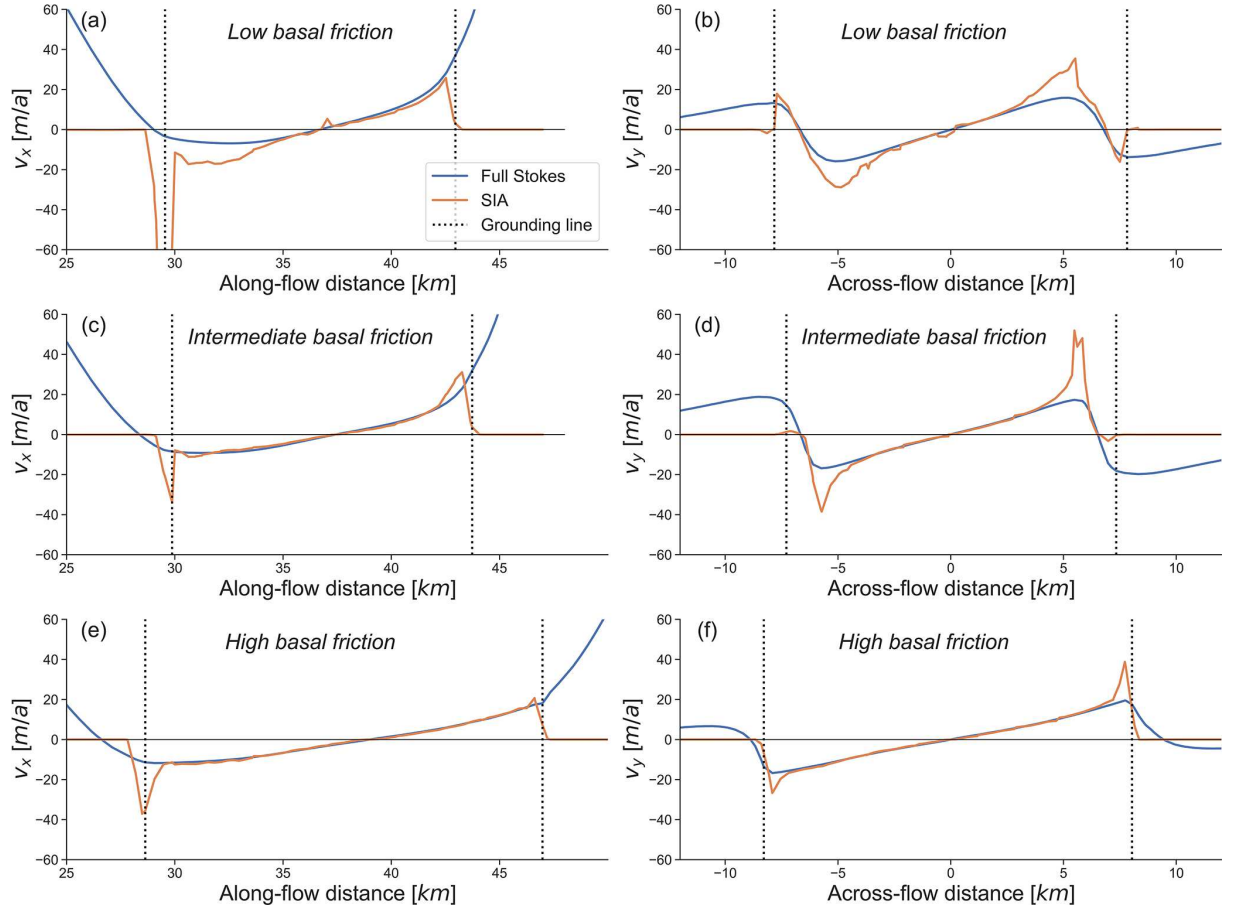 (a)
Low basal friction
60
40
20
0
−20
−40
−60
v_x [m/a]
25
30
35
40
45
Along-flow distance [km]
Full Stokes
SIA
Grounding line
(b)
Low basal friction
60
40
20
0
−20
−40
−60
v_y [m/a]
−10
−5
0
5
10
Across-flow distance [km]
(c)
Intermediate basal friction
60
40
20
0
−20
−40
−60
v_x [m/a]
25
30
35
40
45
Along-flow distance [km]
(d)
Intermediate basal friction
60
40
20
0
−20
−40
−60
v_y [m/a]
−10
−5
0
5
10
Across-flow distance [km]
(e)
High basal friction
60
40
20
0
−20
−40
−60
v_x [m/a]
25
30
35
40
45
Along-flow distance [km]
(f)
High basal friction
60
40
20
0
−20
−40
−60
v_y [m/a]
−10
−5
0
5
10
Across-flow distance [km]